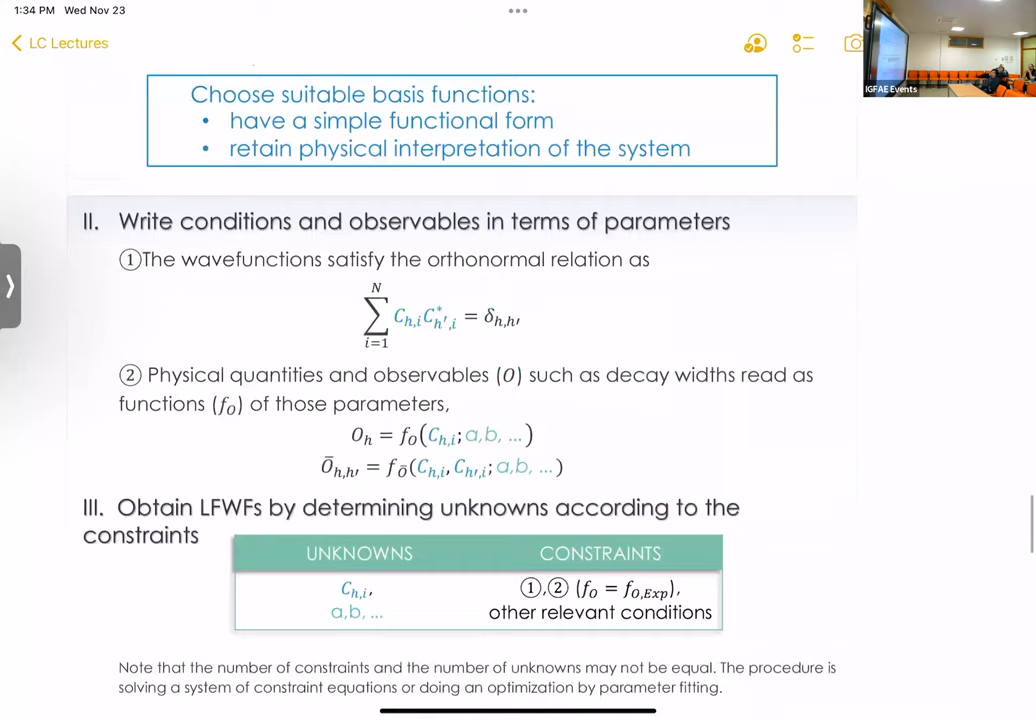 1:34 PM Wed Nov 23
LC Lectures
IGFAE Events
Choose suitable basis functions:
• have a simple functional form
• retain physical interpretation of the system
II. Write conditions and observables in terms of parameters
①The wavefunctions satisfy the orthonormal relation as
N
∑ C_{h,i} C*_{h′,i} = δ_{h,h′}
i=1
② Physical quantities and observables (O) such as decay widths read as
functions (f_O) of those parameters,
O_h = f_O(C_{h,i}; a,b, ...)
Ō_{h,h′} = f_Ō(C_{h,i}, C_{h′,i}; a,b, ...)
III. Obtain LFWFs by determining unknowns according to the
constraints
UNKNOWNS CONSTRAINTS
C_{h,i}, ①,② (f_O = f_{O,Exp}),
a,b, ... other relevant conditions
Note that the number of constraints and the number of unknowns may not be equal. The procedure is
solving a system of constraint equations or doing an optimization by parameter fitting.